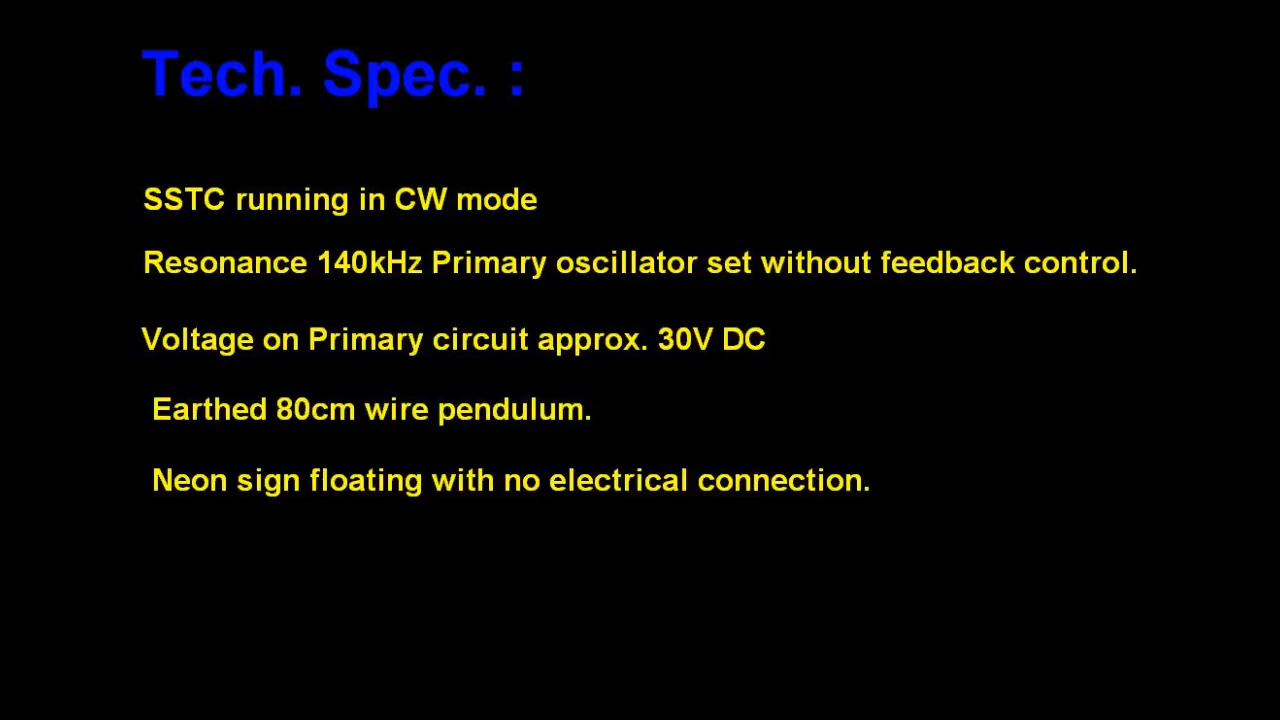 Tech. Spec. :
SSTC running in CW mode
Resonance 140kHz Primary oscillator set without feedback control.
Voltage on Primary circuit approx. 30V DC
Earthed 80cm wire pendulum.
Neon sign floating with no electrical connection.